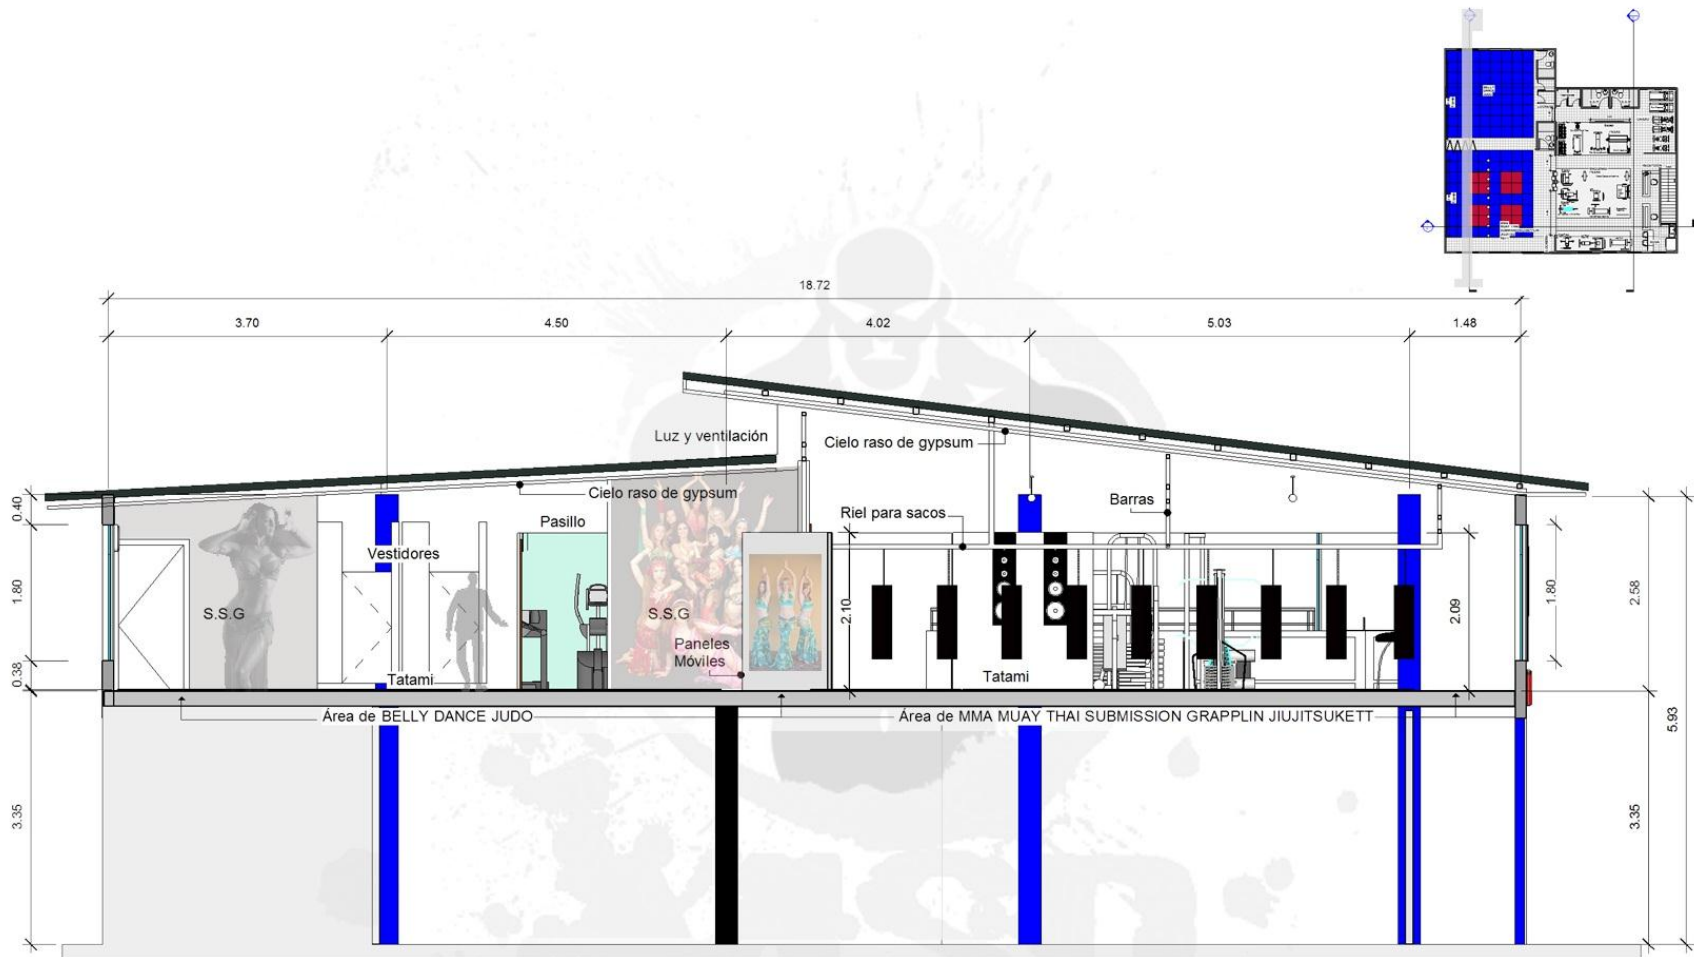 18.72
3.70
4.50
4.02
5.03
1.48
Luz y ventilación
Cielo raso de gypsum
Cielo raso de gypsum
Barras
Riel para sacos
Pasillo
Vestidores
S.S.G
S.S.G
Paneles
Móviles
Tatami
Tatami
0.40
1.80
0.38
3.35
2.10
2.09
1.80
2.58
3.35
5.93
Área de BELLY DANCE JUDO
Área de MMA MUAY THAI SUBMISSION GRAPPLIN JIUJITSUKETT